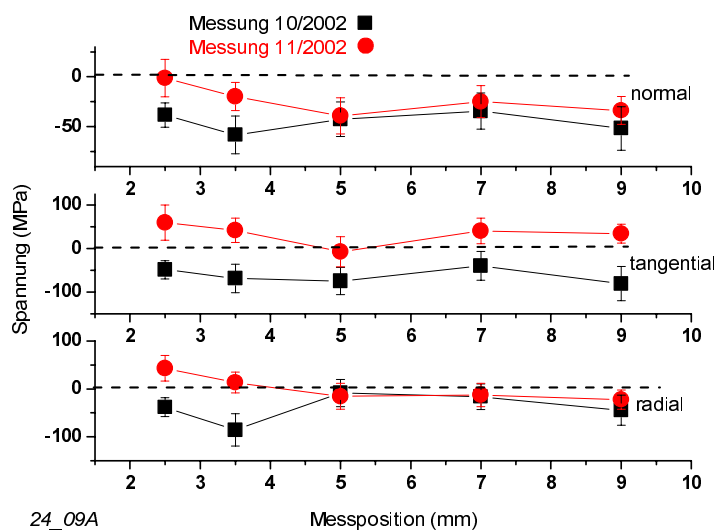 Messung 10/2002
Messung 11/2002
0
-50
normal
2 3 4 5 6 7 8 9 10
Spannung (MPa)
100
0
-100
tangential
2 3 4 5 6 7 8 9 10
100
0
-100
radial
2 3 4 5 6 7 8 9 10
24_09A
Messposition (mm)